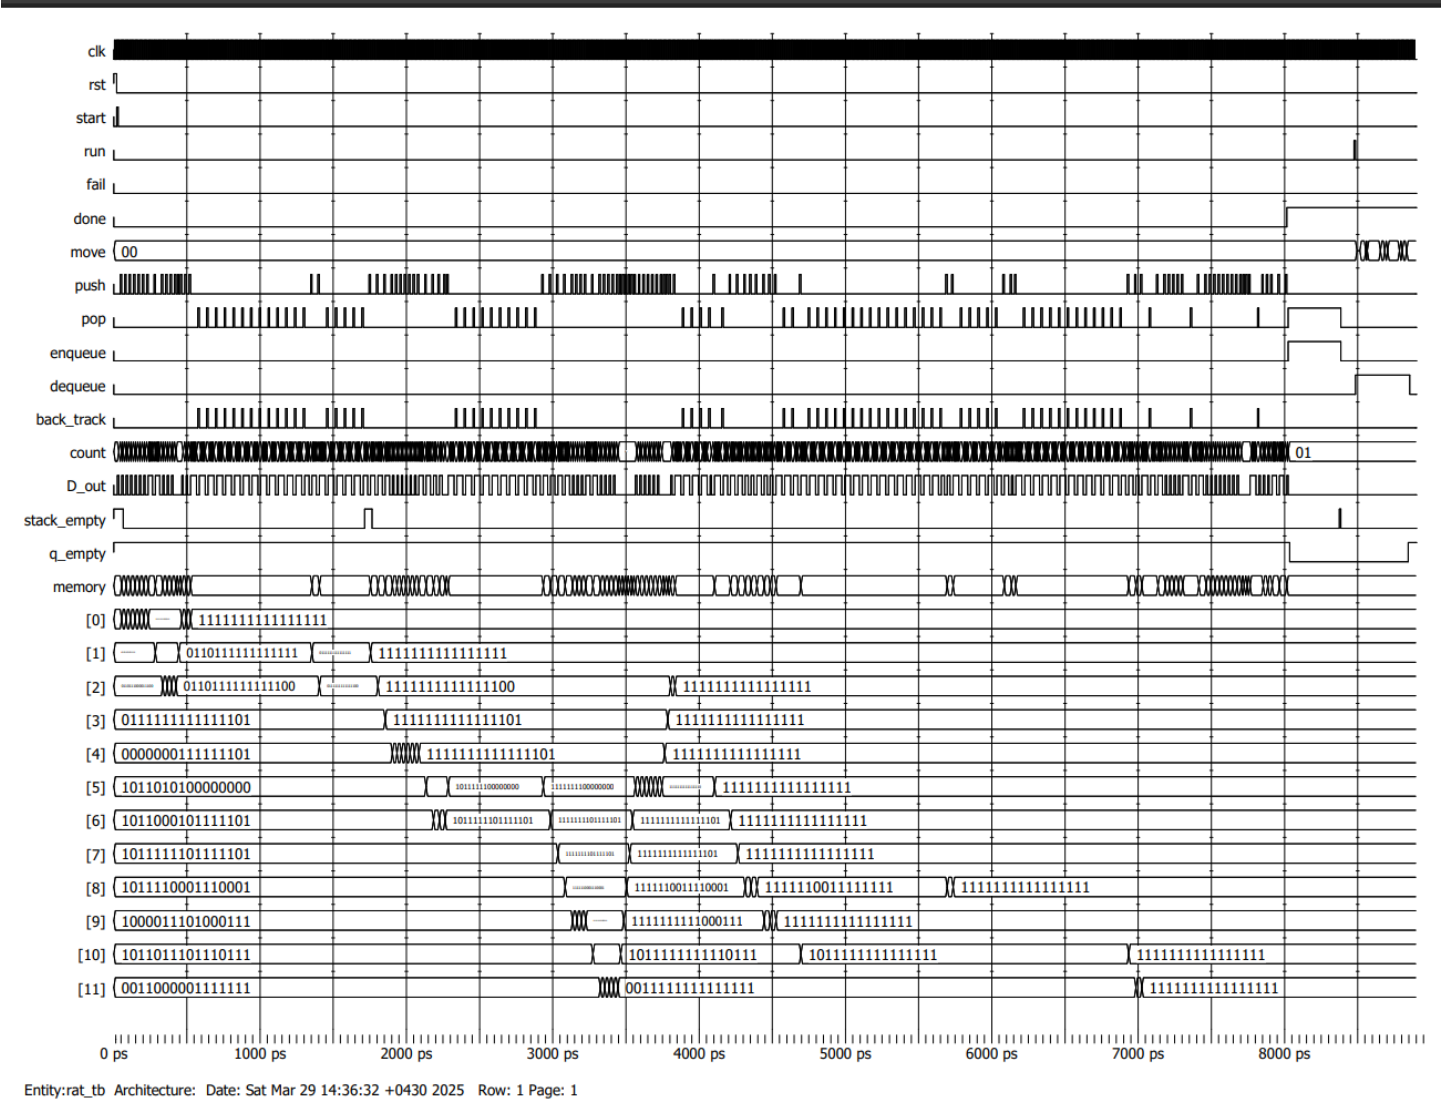 clk
rst
start
run
fail
done
move 00
push
pop
enqueue
dequeue
back_track
count 01
D_out
stack_empty
q_empty
memory
[0] 1111111111111111
[1] 0110111111111111 1111111111111111
[2] 0110111111111100 1111111111111100 1111111111111111
[3] 0111111111111101 1111111111111101 1111111111111111
[4] 0000000111111101 1111111111111101 1111111111111111
[5] 1011010100000000 1011111100000000 1111111100000000 1111111111111111
[6] 1011000101111101 1011111101111101 1111111101111101 1111111111111101 1111111111111111
[7] 1011111101111101 1111111101111101 1111111111111101 1111111111111111
[8] 1011110001110001 1111110011110001 1111110011111111 1111111111111111
[9] 1000011101000111 1111111111000111 1111111111111111
[10] 1011011101110111 1011111111110111 1011111111111111 1111111111111111
[11] 0011000001111111 0011111111111111 1111111111111111
0 ps 1000 ps 2000 ps 3000 ps 4000 ps 5000 ps 6000 ps 7000 ps 8000 ps
Entity:rat_tb Architecture: Date: Sat Mar 29 14:36:32 +0430 2025 Row: 1 Page: 1